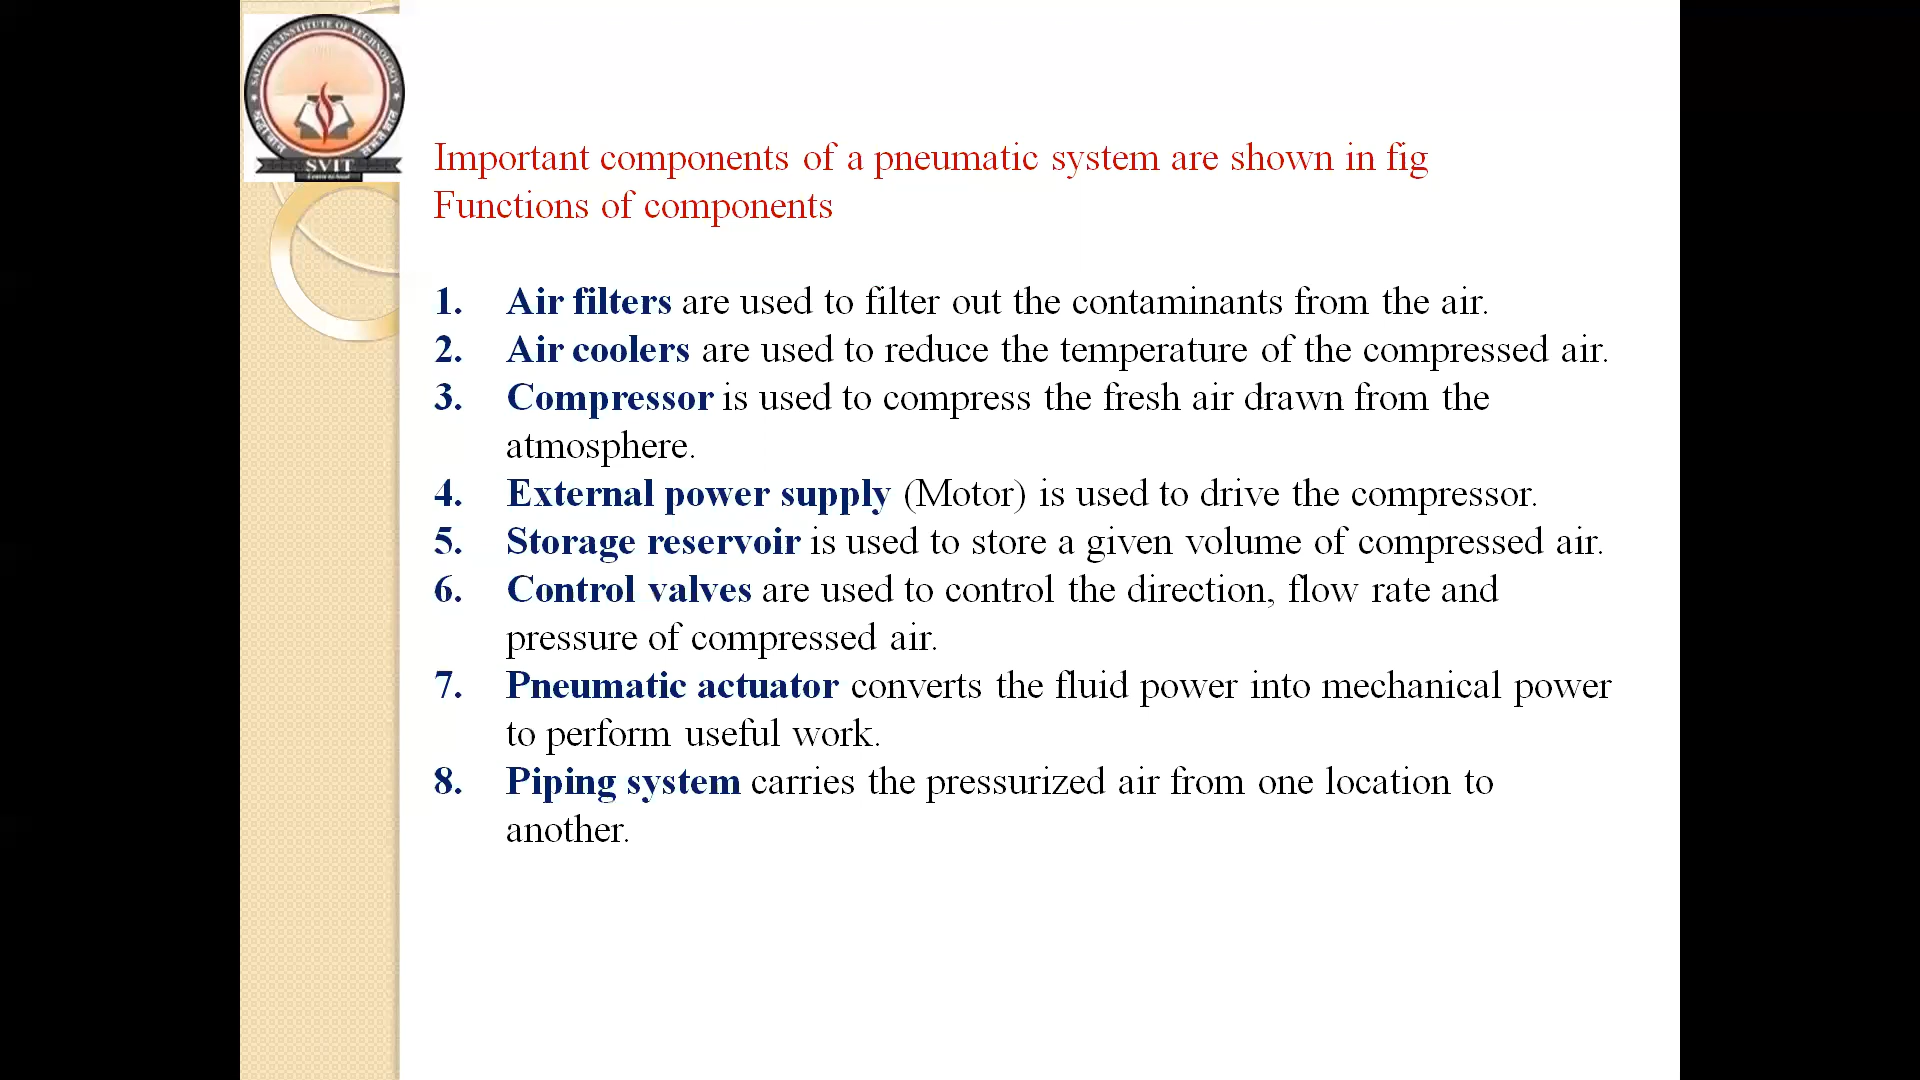 SAI VIDYA INSTITUTE OF TECHNOLOGY
SVIT
Important components of a pneumatic system are shown in fig
Functions of components
1. Air filters are used to filter out the contaminants from the air.
2. Air coolers are used to reduce the temperature of the compressed air.
3. Compressor is used to compress the fresh air drawn from the
atmosphere.
4. External power supply (Motor) is used to drive the compressor.
5. Storage reservoir is used to store a given volume of compressed air.
6. Control valves are used to control the direction, flow rate and
pressure of compressed air.
7. Pneumatic actuator converts the fluid power into mechanical power
to perform useful work.
8. Piping system carries the pressurized air from one location to
another.